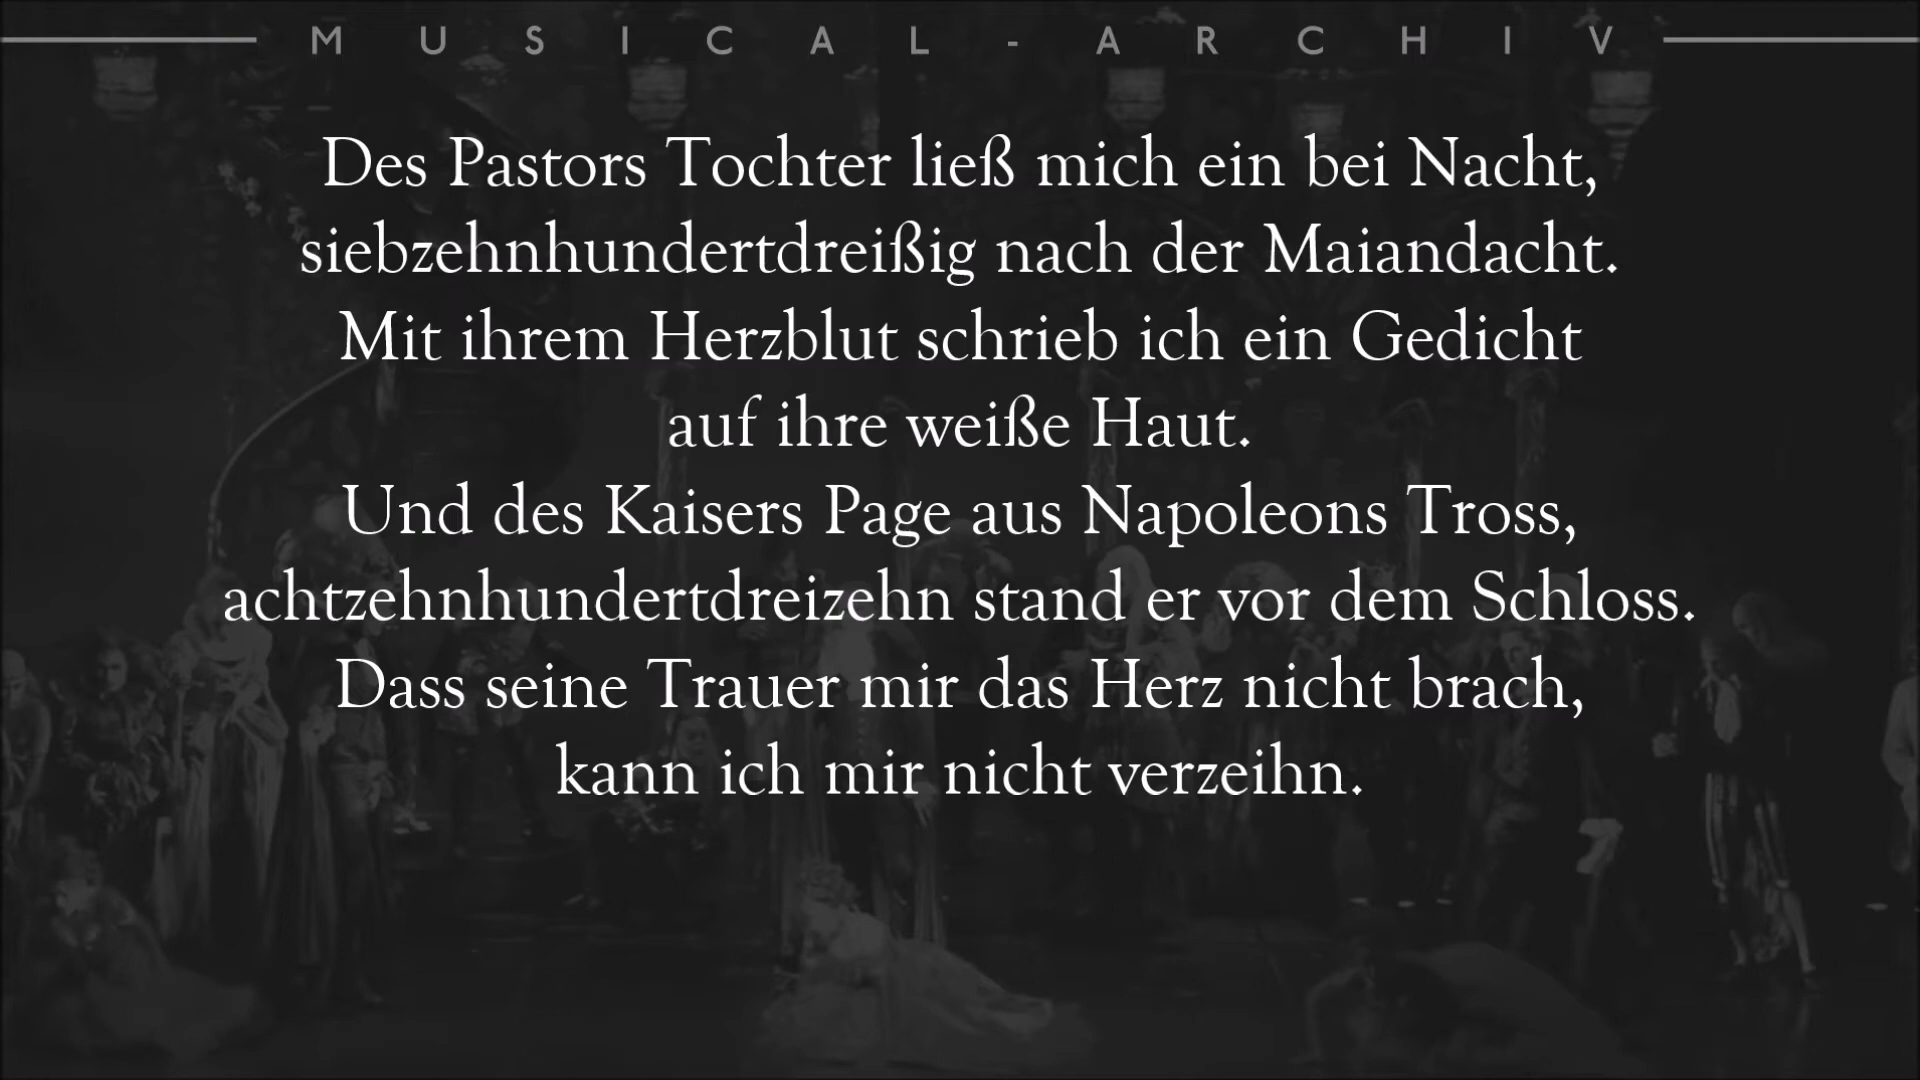 MUSICAL-ARCHIV
Des Pastors Tochter ließ mich ein bei Nacht,
siebzehnhundertdreißig nach der Maiandacht.
Mit ihrem Herzblut schrieb ich ein Gedicht
auf ihre weiße Haut.
Und des Kaisers Page aus Napoleons Tross,
achtzehnhundertdreizehn stand er vor dem Schloss.
Dass seine Trauer mir das Herz nicht brach,
kann ich mir nicht verzeihn.